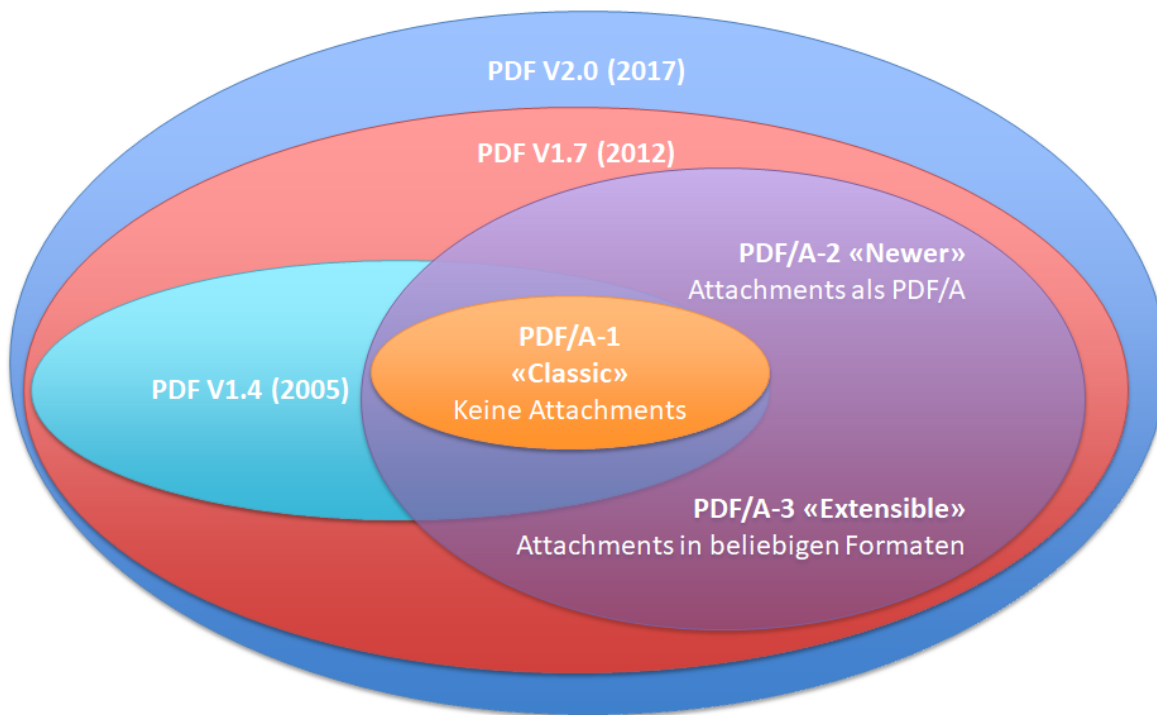 PDF V2.0 (2017)
PDF V1.7 (2012)
PDF/A-2 «Newer»
Attachments als PDF/A
PDF/A-1
«Classic»
Keine Attachments
PDF V1.4 (2005)
PDF/A-3 «Extensible»
Attachments in beliebigen Formaten